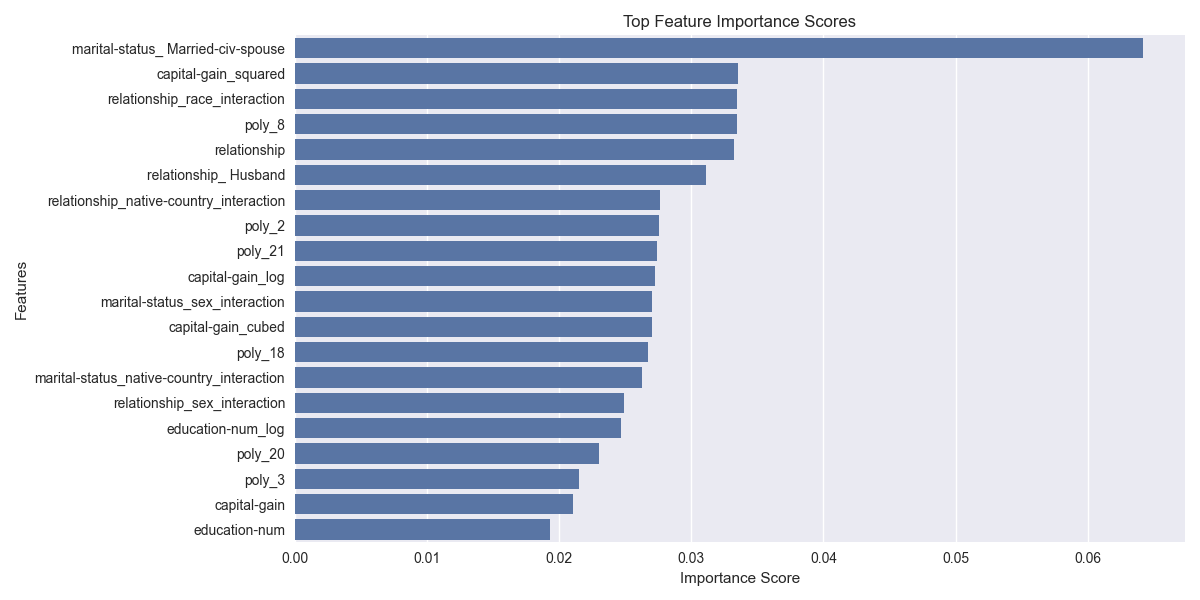 Top Feature Importance Scores
marital-status_ Married-civ-spouse
capital-gain_squared
relationship_race_interaction
poly_8
relationship
relationship_ Husband
relationship_native-country_interaction
poly_2
poly_21
capital-gain_log
marital-status_sex_interaction
capital-gain_cubed
poly_18
marital-status_native-country_interaction
relationship_sex_interaction
education-num_log
poly_20
poly_3
capital-gain
education-num
Features
0.00 0.01 0.02 0.03 0.04 0.05 0.06
Importance Score